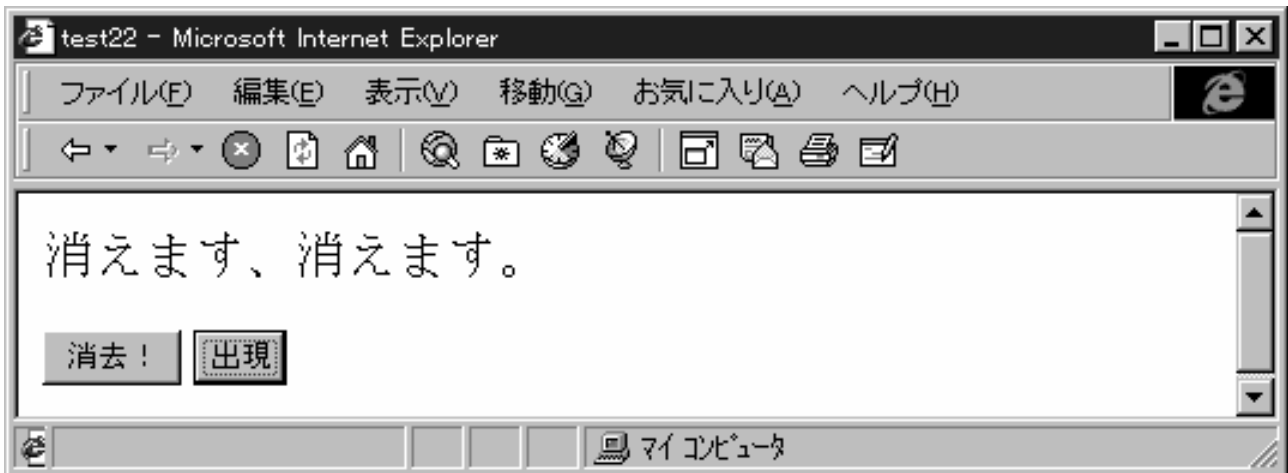 test22 - Microsoft Internet Explorer
ファイル(F) 編集(E) 表示(V) 移動(G) お気に入り(A) ヘルプ(H)
消えます、消えます。
消去! 出現
マイ コンピュータ